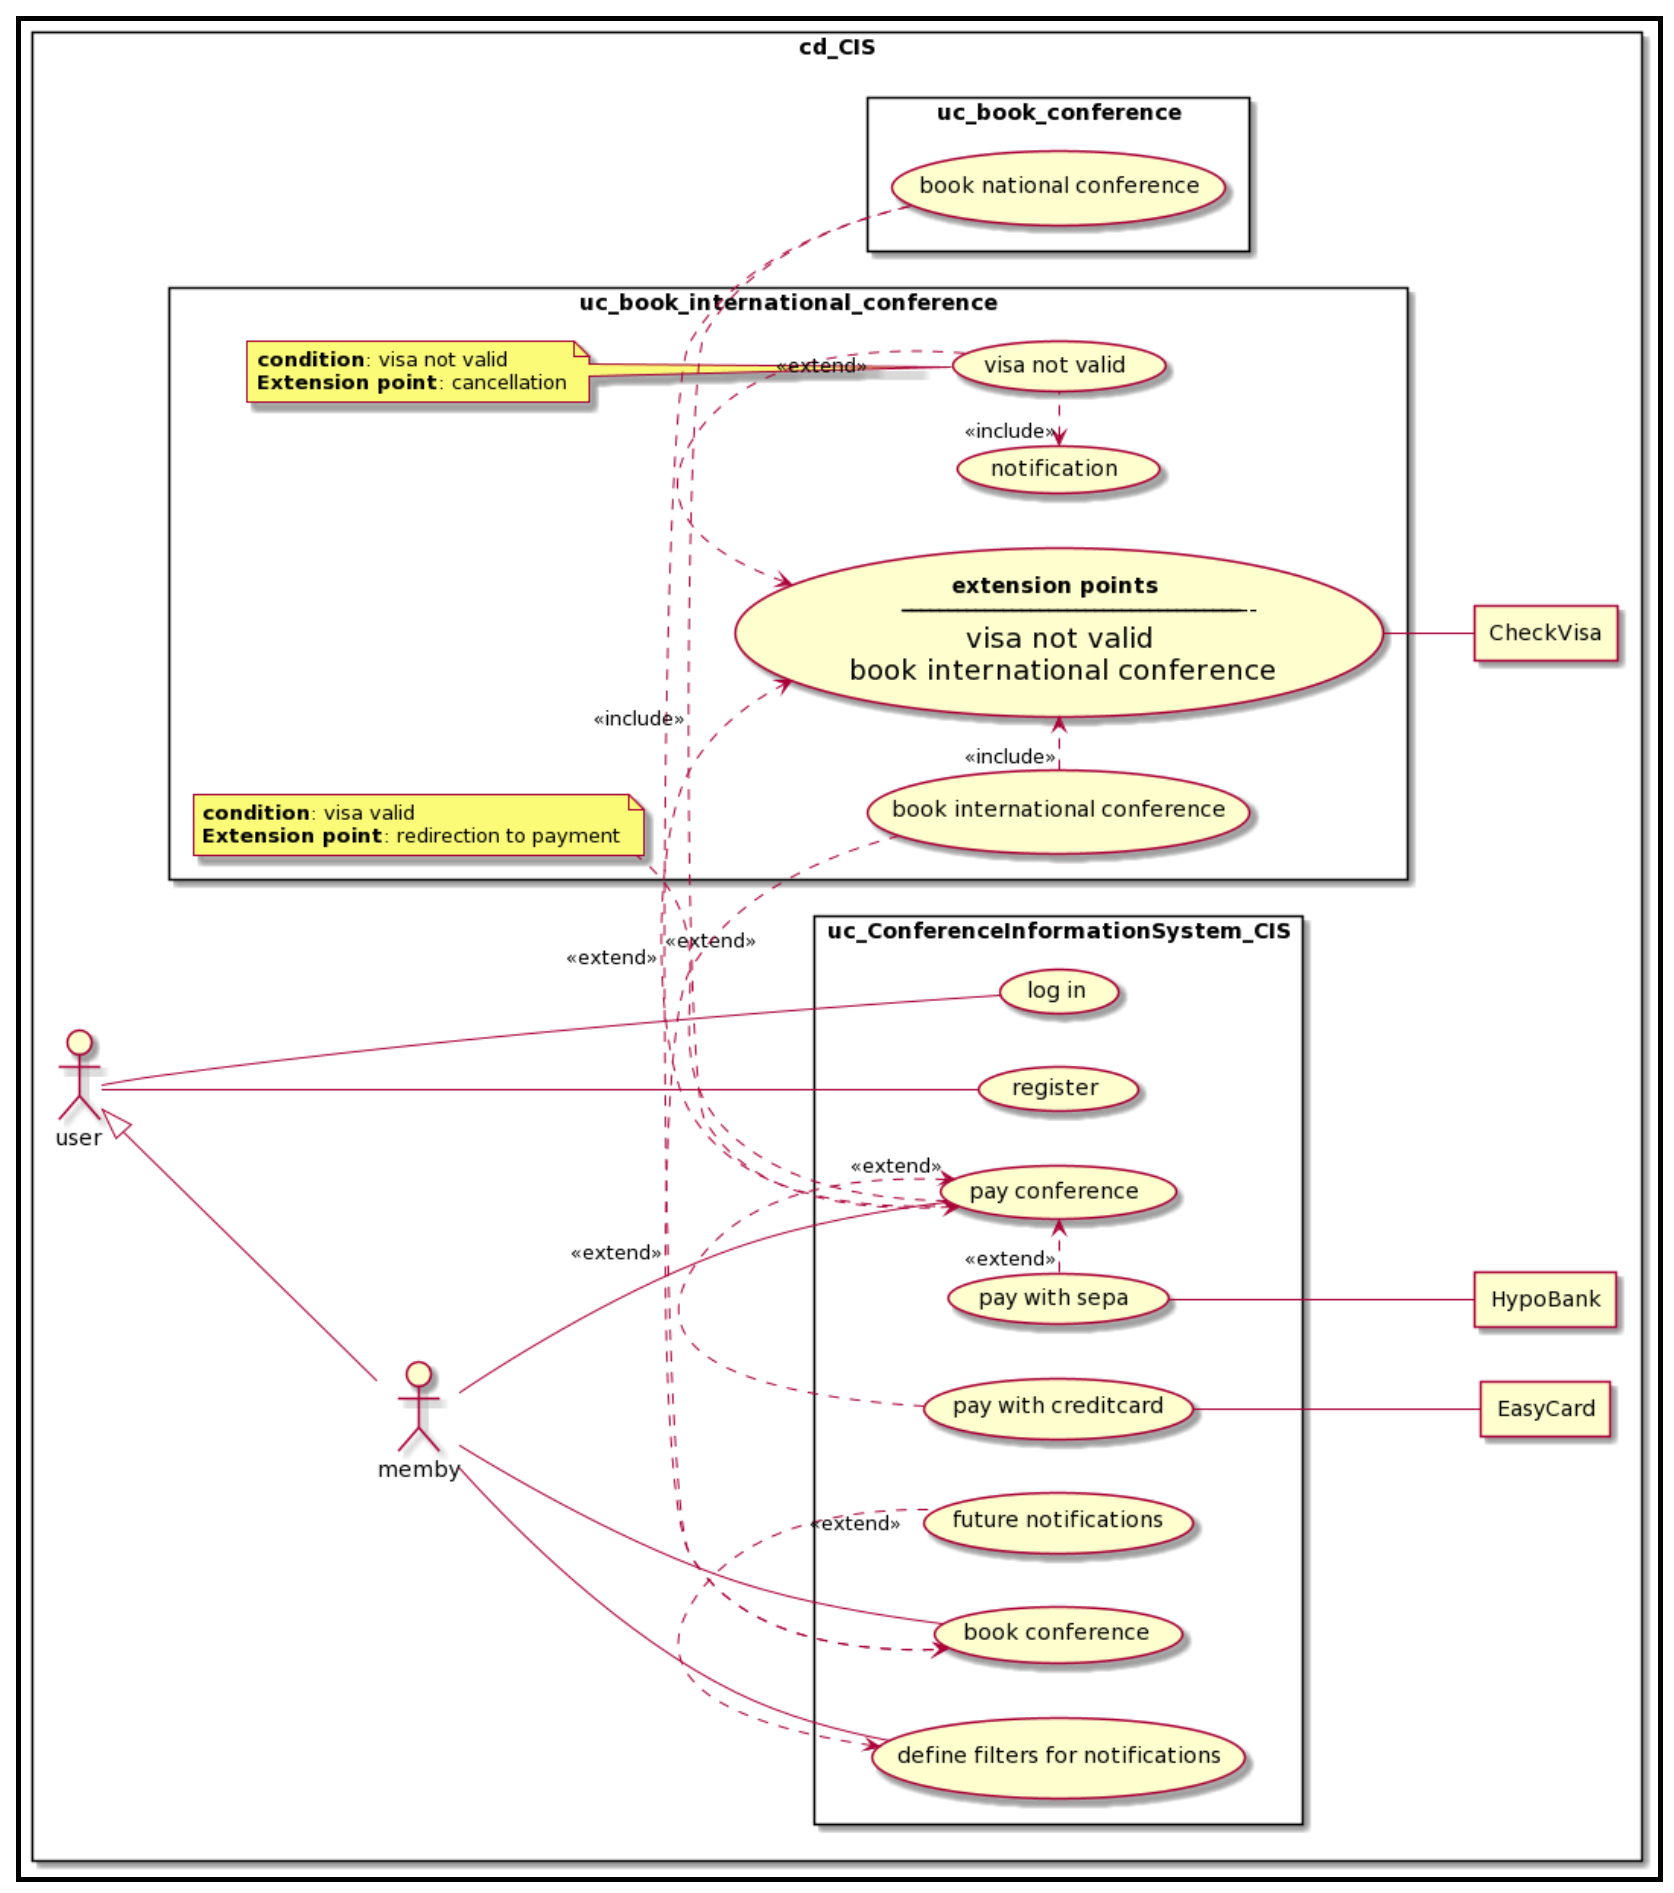 cd_CIS
uc_book_conference
book national conference
uc_book_international_conference
condition: visa not valid
Extension point: cancellation
«extend»
visa not valid
«include»
notification
extension points
visa not valid
book international conference
CheckVisa
«include»
«include»
book international conference
condition: visa valid
Extension point: redirection to payment
uc_ConferenceInformationSystem_CIS
«extend»
«extend»
log in
user
register
«extend»
pay conference
«extend»
«extend»
pay with sepa
HypoBank
memby
pay with creditcard
EasyCard
«extend»
future notifications
book conference
define filters for notifications